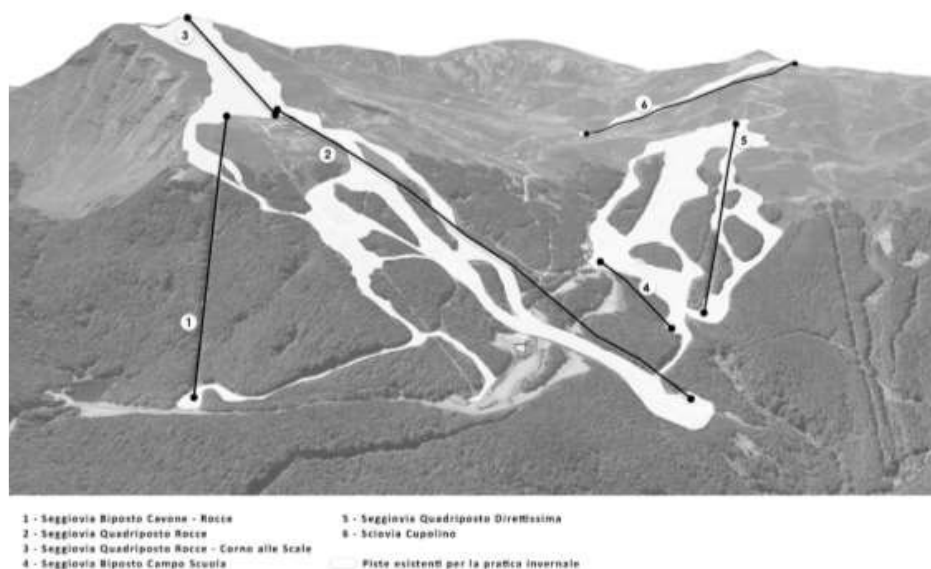 3
6
5
2
4
1
1 - Seggiovia Biposto Cavone - Rocce
2 - Seggiovia Quadriposto Rocce
3 - Seggiovia Quadriposto Rocce - Corno alle Scale
4 - Seggiovia Biposto Campo Scuola
5 - Seggiovia Quadriposto Direttissima
6 - Sciovia Cupolino
Piste esistenti per la pratica invernale